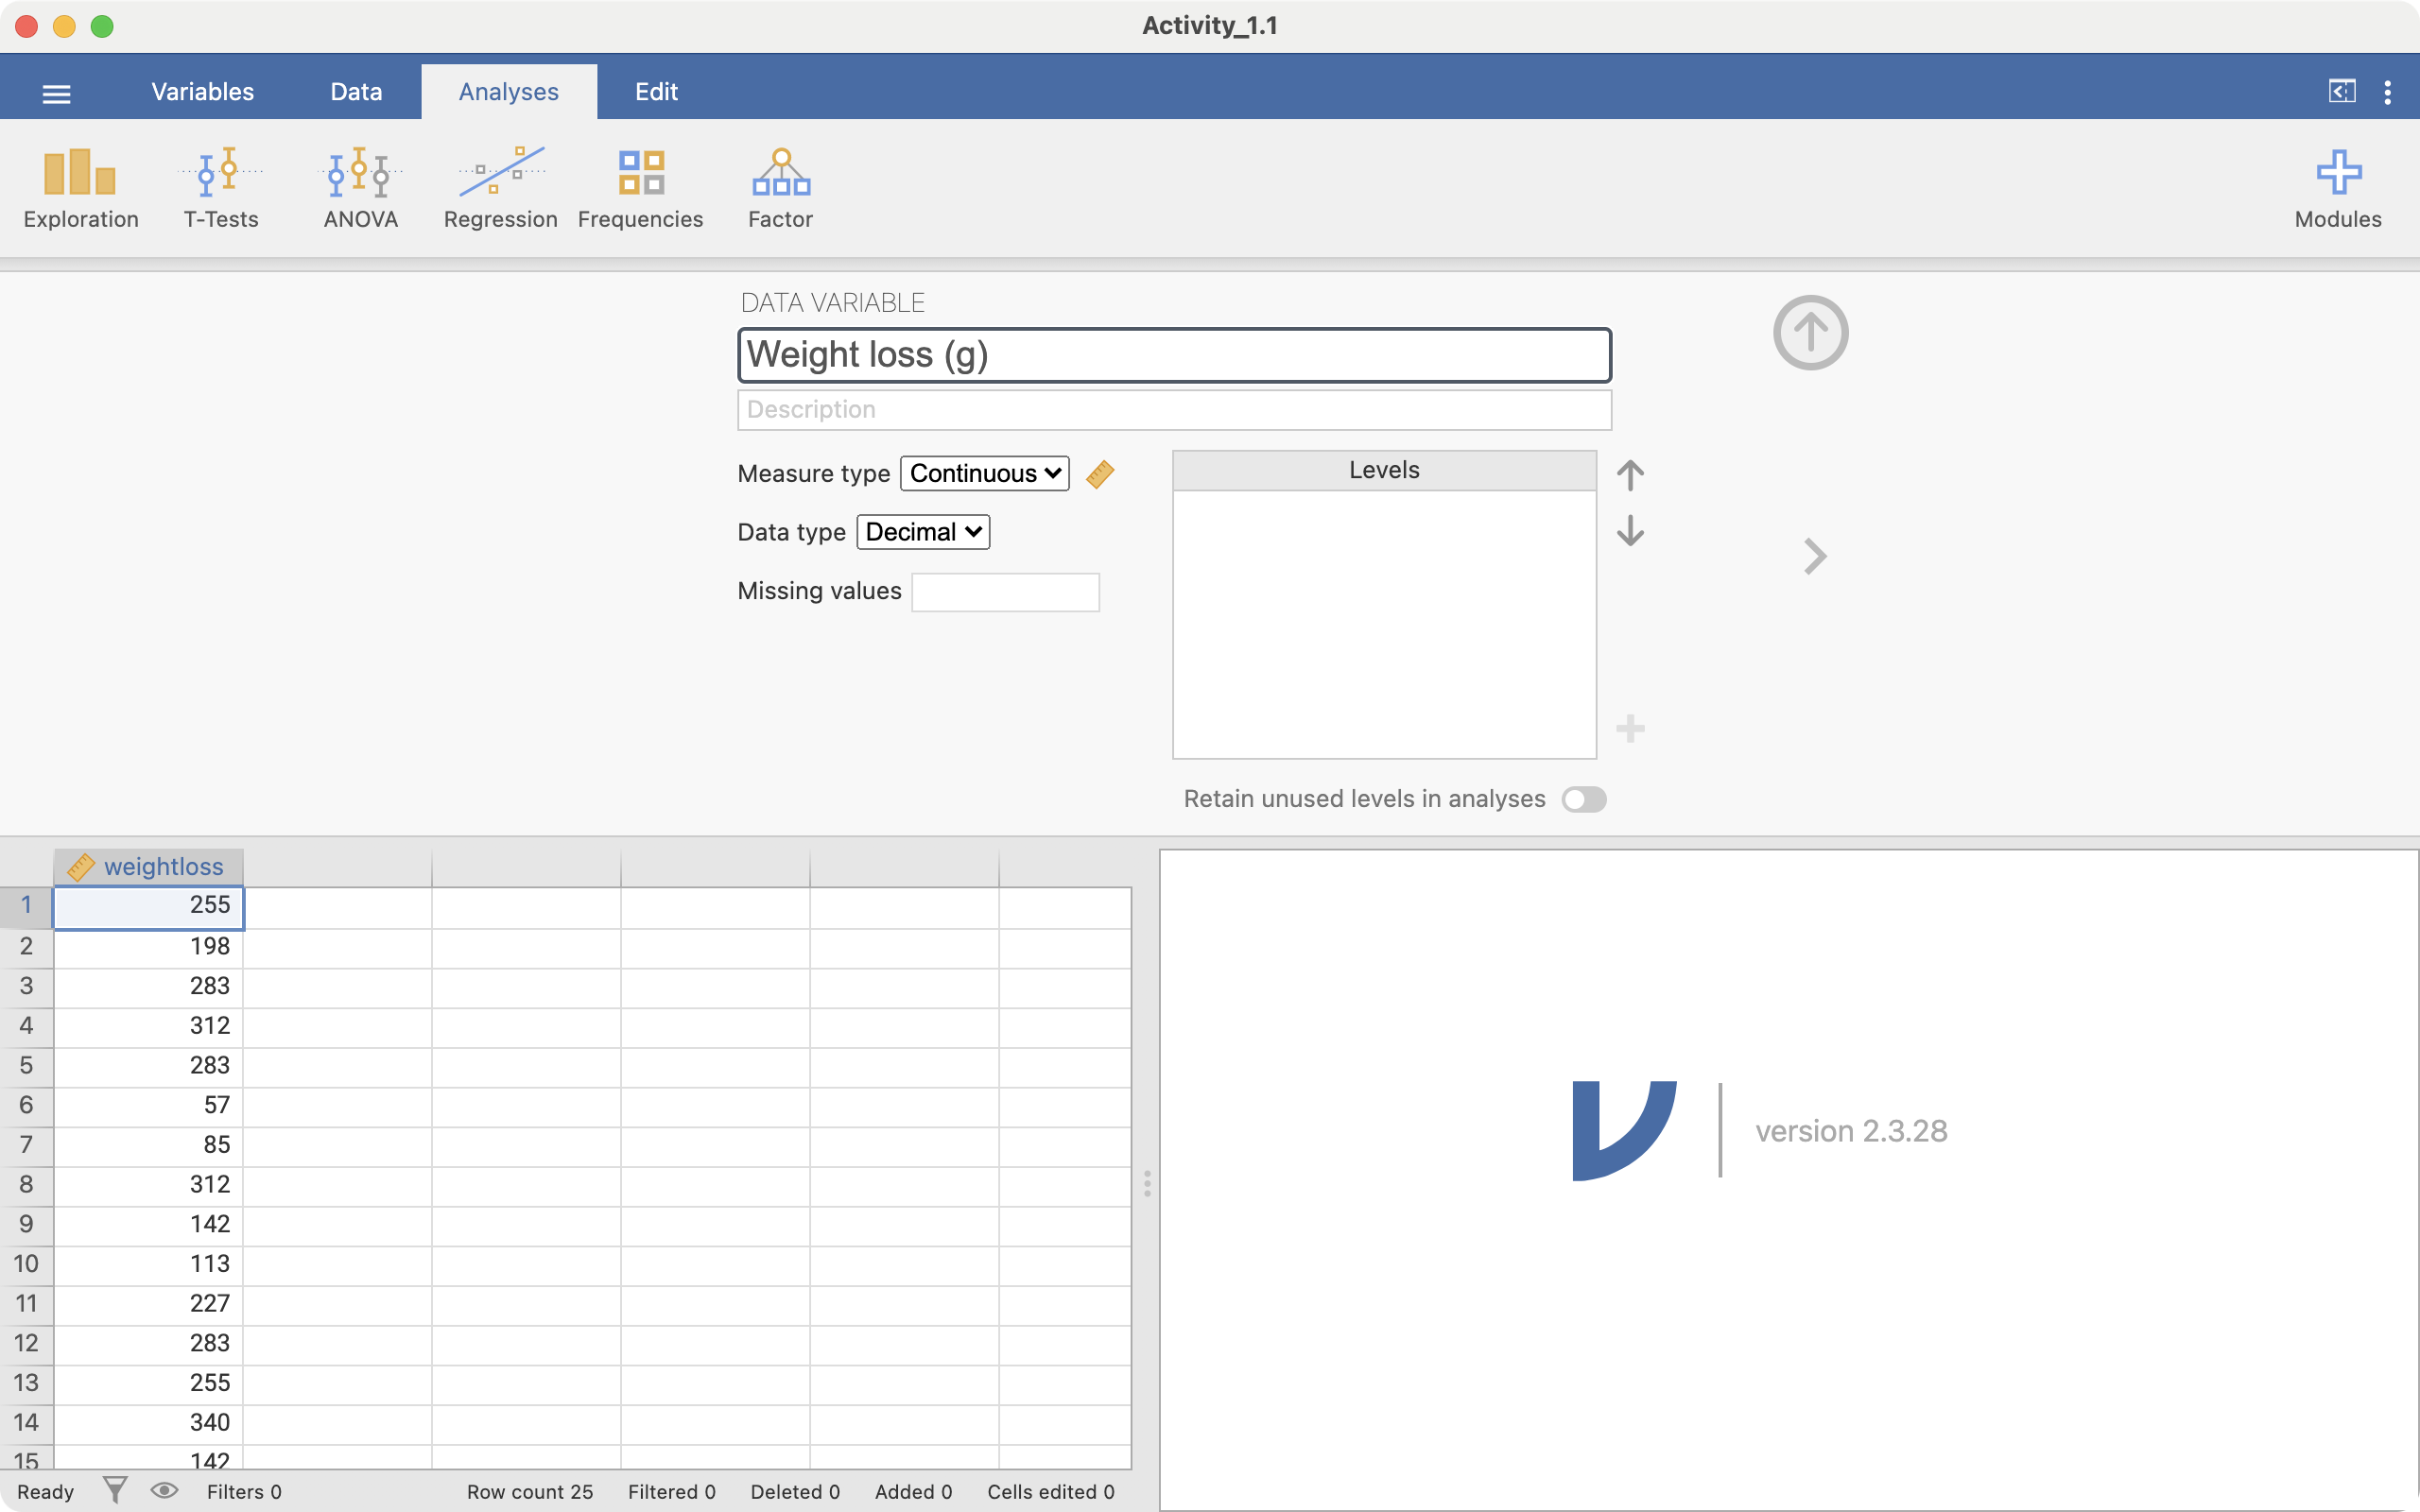 Activity_1.1
Variables Data Analyses Edit
Exploration T-Tests ANOVA Regression Frequencies Factor Modules
DATA VARIABLE
Weight loss (g)
Description
Measure type Continuous
Levels
Data type Decimal
Missing values
Retain unused levels in analyses
weightloss
1 255
2 198
3 283
4 312
5 283
6 57
7 85
8 312
9 142
10 113
11 227
12 283
13 255
14 340
15 142
version 2.3.28
Ready Filters 0 Row count 25 Filtered 0 Deleted 0 Added 0 Cells edited 0